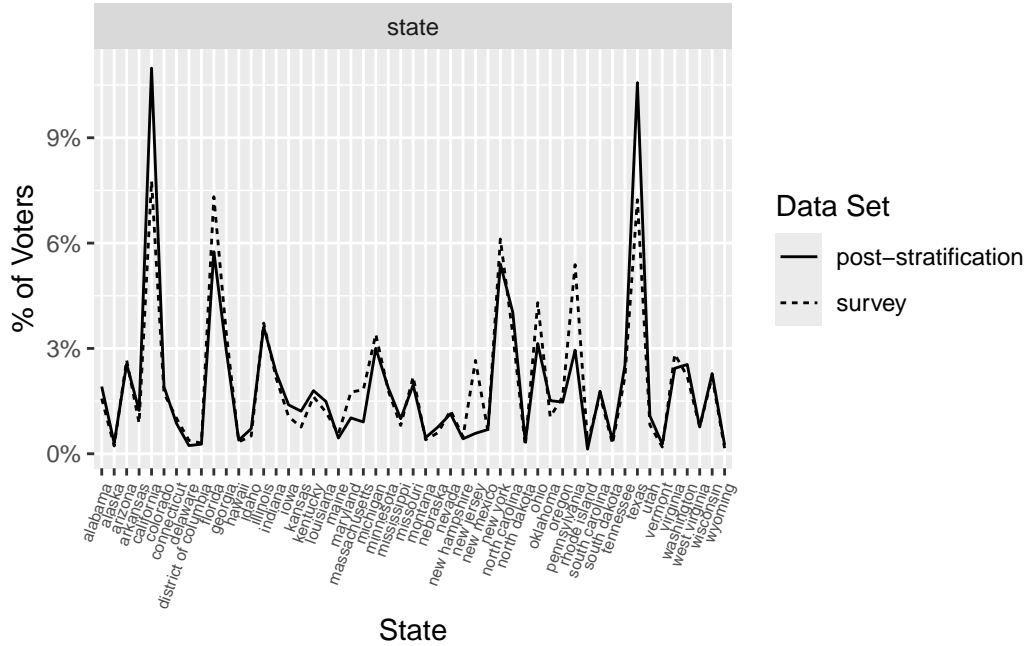 state
9%
6%
3%
0%
% of Voters
alabama
alaska
arizona
arkansas
california
colorado
connecticut
delaware
district of columbia
florida
georgia
hawaii
idaho
illinois
indiana
iowa
kansas
kentucky
louisiana
maine
maryland
massachusetts
michigan
minnesota
mississippi
missouri
montana
nebraska
nevada
new hampshire
new jersey
new mexico
new york
north carolina
north dakota
ohio
oklahoma
oregon
pennsylvania
rhode island
south carolina
south dakota
tennessee
texas
utah
vermont
virginia
washington
west virginia
wisconsin
wyoming
State
Data Set
post−stratification
survey